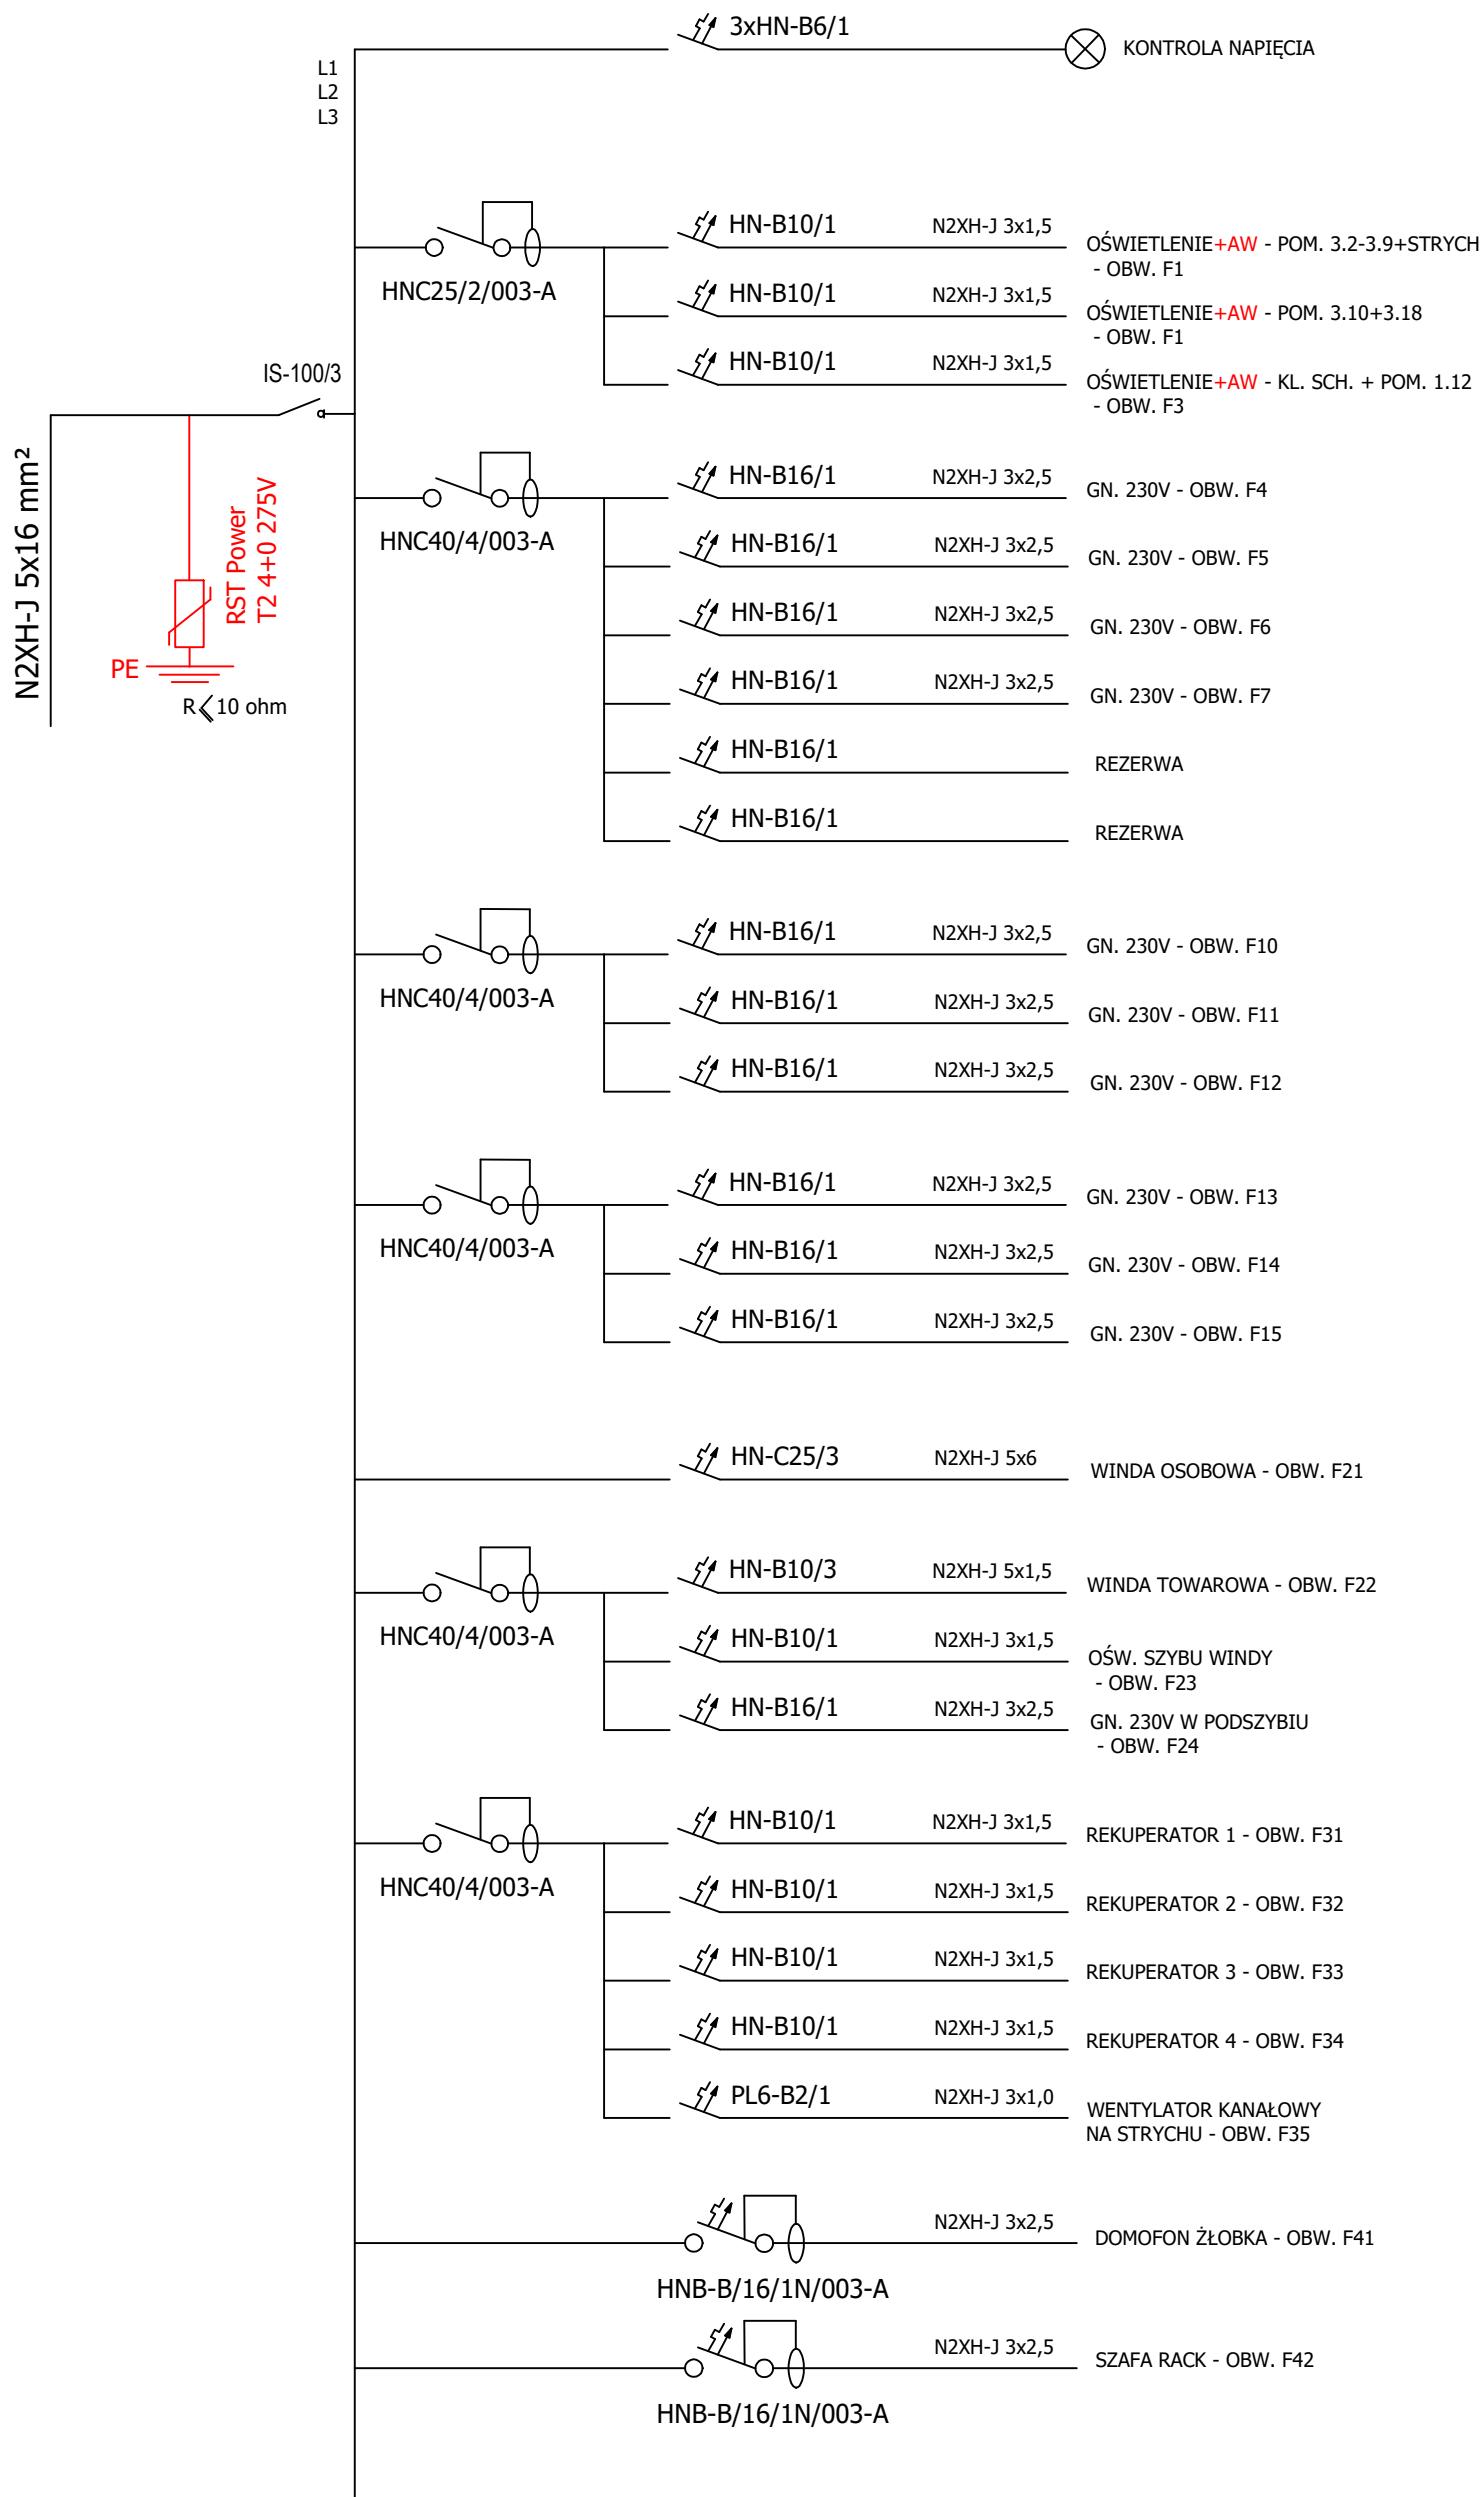 3xHN-B6/1
KONTROLA NAPIĘCIA
L1
L2
L3
HN-B10/1
N2XH-J 3x1,5
OŚWIETLENIE+AW - POM. 3.2-3.9+STRYCH
- OBW. F1
HNC25/2/003-A
HN-B10/1
N2XH-J 3x1,5
OŚWIETLENIE+AW - POM. 3.10+3.18
- OBW. F1
HN-B10/1
N2XH-J 3x1,5
OŚWIETLENIE+AW - KL. SCH. + POM. 1.12
- OBW. F3
IS-100/3
N2XH-J 5x16 mm²
RST Power
T2 4+0 275V
PE
R⩽10 ohm
HN-B16/1
N2XH-J 3x2,5
GN. 230V - OBW. F4
HNC40/4/003-A
HN-B16/1
N2XH-J 3x2,5
GN. 230V - OBW. F5
HN-B16/1
N2XH-J 3x2,5
GN. 230V - OBW. F6
HN-B16/1
N2XH-J 3x2,5
GN. 230V - OBW. F7
HN-B16/1
REZERWA
HN-B16/1
REZERWA
HN-B16/1
N2XH-J 3x2,5
GN. 230V - OBW. F10
HNC40/4/003-A
HN-B16/1
N2XH-J 3x2,5
GN. 230V - OBW. F11
HN-B16/1
N2XH-J 3x2,5
GN. 230V - OBW. F12
HN-B16/1
N2XH-J 3x2,5
GN. 230V - OBW. F13
HNC40/4/003-A
HN-B16/1
N2XH-J 3x2,5
GN. 230V - OBW. F14
HN-B16/1
N2XH-J 3x2,5
GN. 230V - OBW. F15
HN-C25/3
N2XH-J 5x6
WINDA OSOBOWA - OBW. F21
HN-B10/3
N2XH-J 5x1,5
WINDA TOWAROWA - OBW. F22
HNC40/4/003-A
HN-B10/1
N2XH-J 3x1,5
OŚW. SZYBU WINDY
- OBW. F23
HN-B16/1
N2XH-J 3x2,5
GN. 230V W PODSZYBIU
- OBW. F24
HN-B10/1
N2XH-J 3x1,5
REKUPERATOR 1 - OBW. F31
HNC40/4/003-A
HN-B10/1
N2XH-J 3x1,5
REKUPERATOR 2 - OBW. F32
HN-B10/1
N2XH-J 3x1,5
REKUPERATOR 3 - OBW. F33
HN-B10/1
N2XH-J 3x1,5
REKUPERATOR 4 - OBW. F34
PL6-B2/1
N2XH-J 3x1,0
WENTYLATOR KANAŁOWY
NA STRYCHU - OBW. F35
N2XH-J 3x2,5
DOMOFON ŻŁOBKA - OBW. F41
HNB-B/16/1N/003-A
N2XH-J 3x2,5
SZAFA RACK - OBW. F42
HNB-B/16/1N/003-A